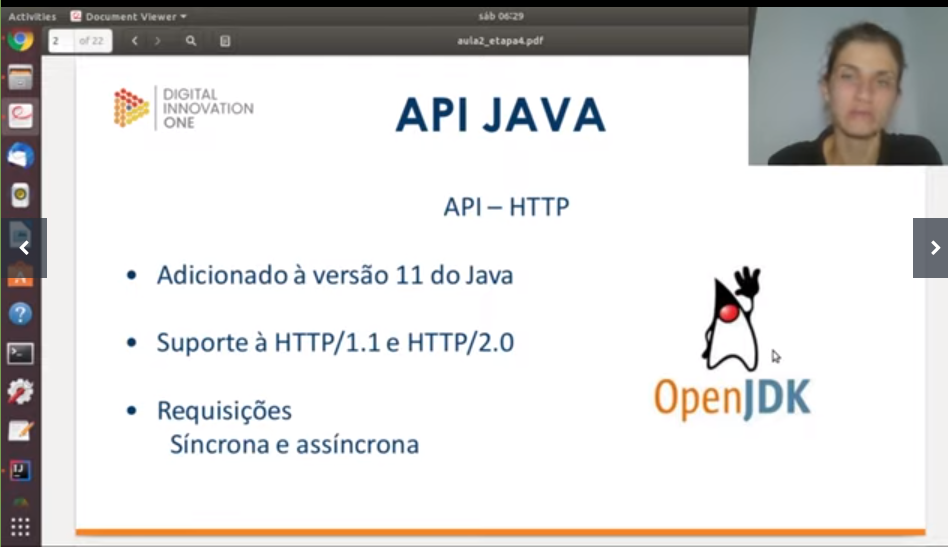 Activities
Document Viewer
sáb 06:29
2
of 22
aula2_etapa4.pdf
DIGITAL
INNOVATION
ONE
API JAVA
API – HTTP
• Adicionado à versão 11 do Java
• Suporte à HTTP/1.1 e HTTP/2.0
• Requisições
Síncrona e assíncrona
OpenJDK